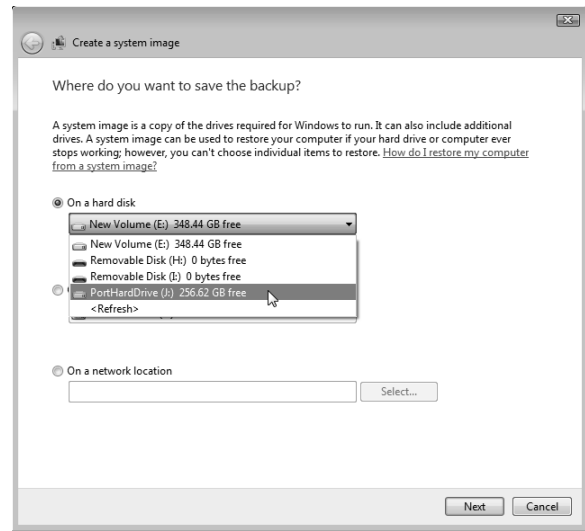 Create a system image
Where do you want to save the backup?
A system image is a copy of the drives required for Windows to run. It can also include additional
drives. A system image can be used to restore your computer if your hard drive or computer ever
stops working; however, you can't choose individual items to restore. How do I restore my computer
from a system image?
On a hard disk
New Volume (E:) 348.44 GB free
New Volume (E:) 348.44 GB free
Removable Disk (H:) 0 bytes free
Removable Disk (I:) 0 bytes free
PortHardDrive (J:) 256.62 GB free
<Refresh>
On a network location
Select...
Next Cancel